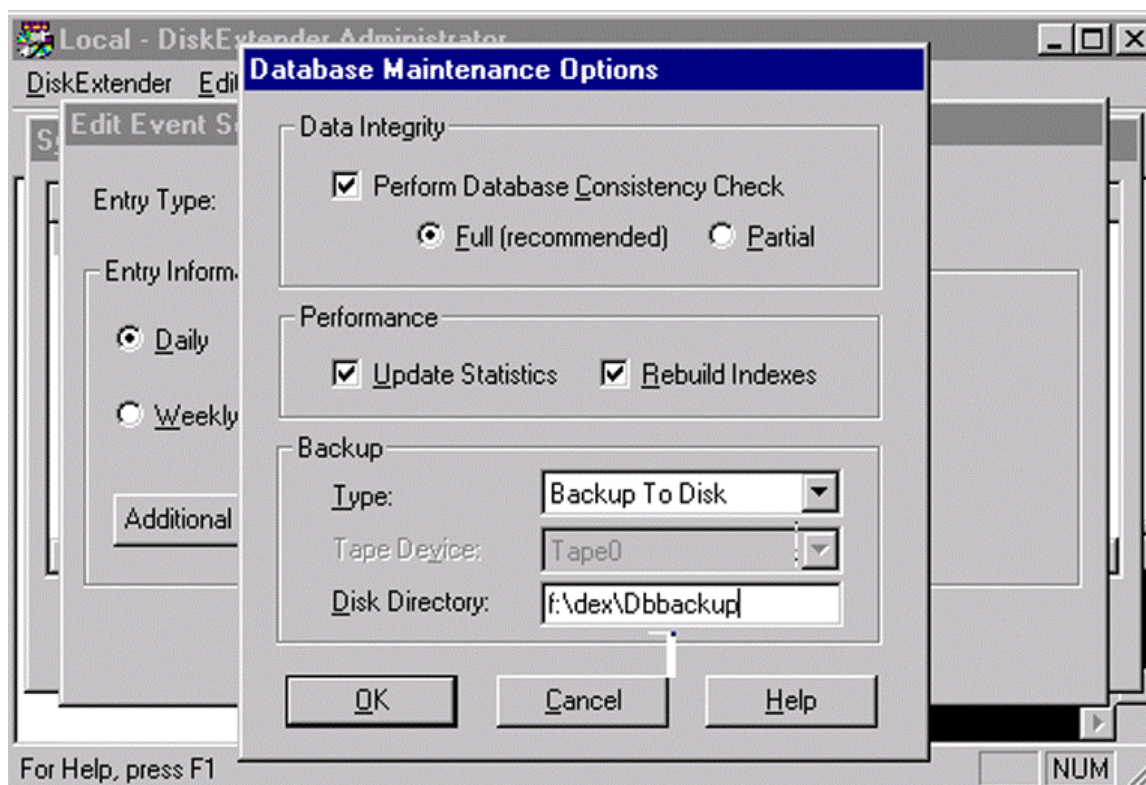 Local - DiskExtender Administrator
DiskExtender Edi
Database Maintenance Options
Edit Event S
Data Integrity
Perform Database Consistency Check
Entry Type:
Full (recommended) Partial
Entry Inform
Performance
Daily
Update Statistics Rebuild Indexes
Weekly
Backup
Type: Backup To Disk
Additional
Tape Device: Tape0
Disk Directory: f:\dex\Dbbackup
OK Cancel Help
For Help, press F1 NUM